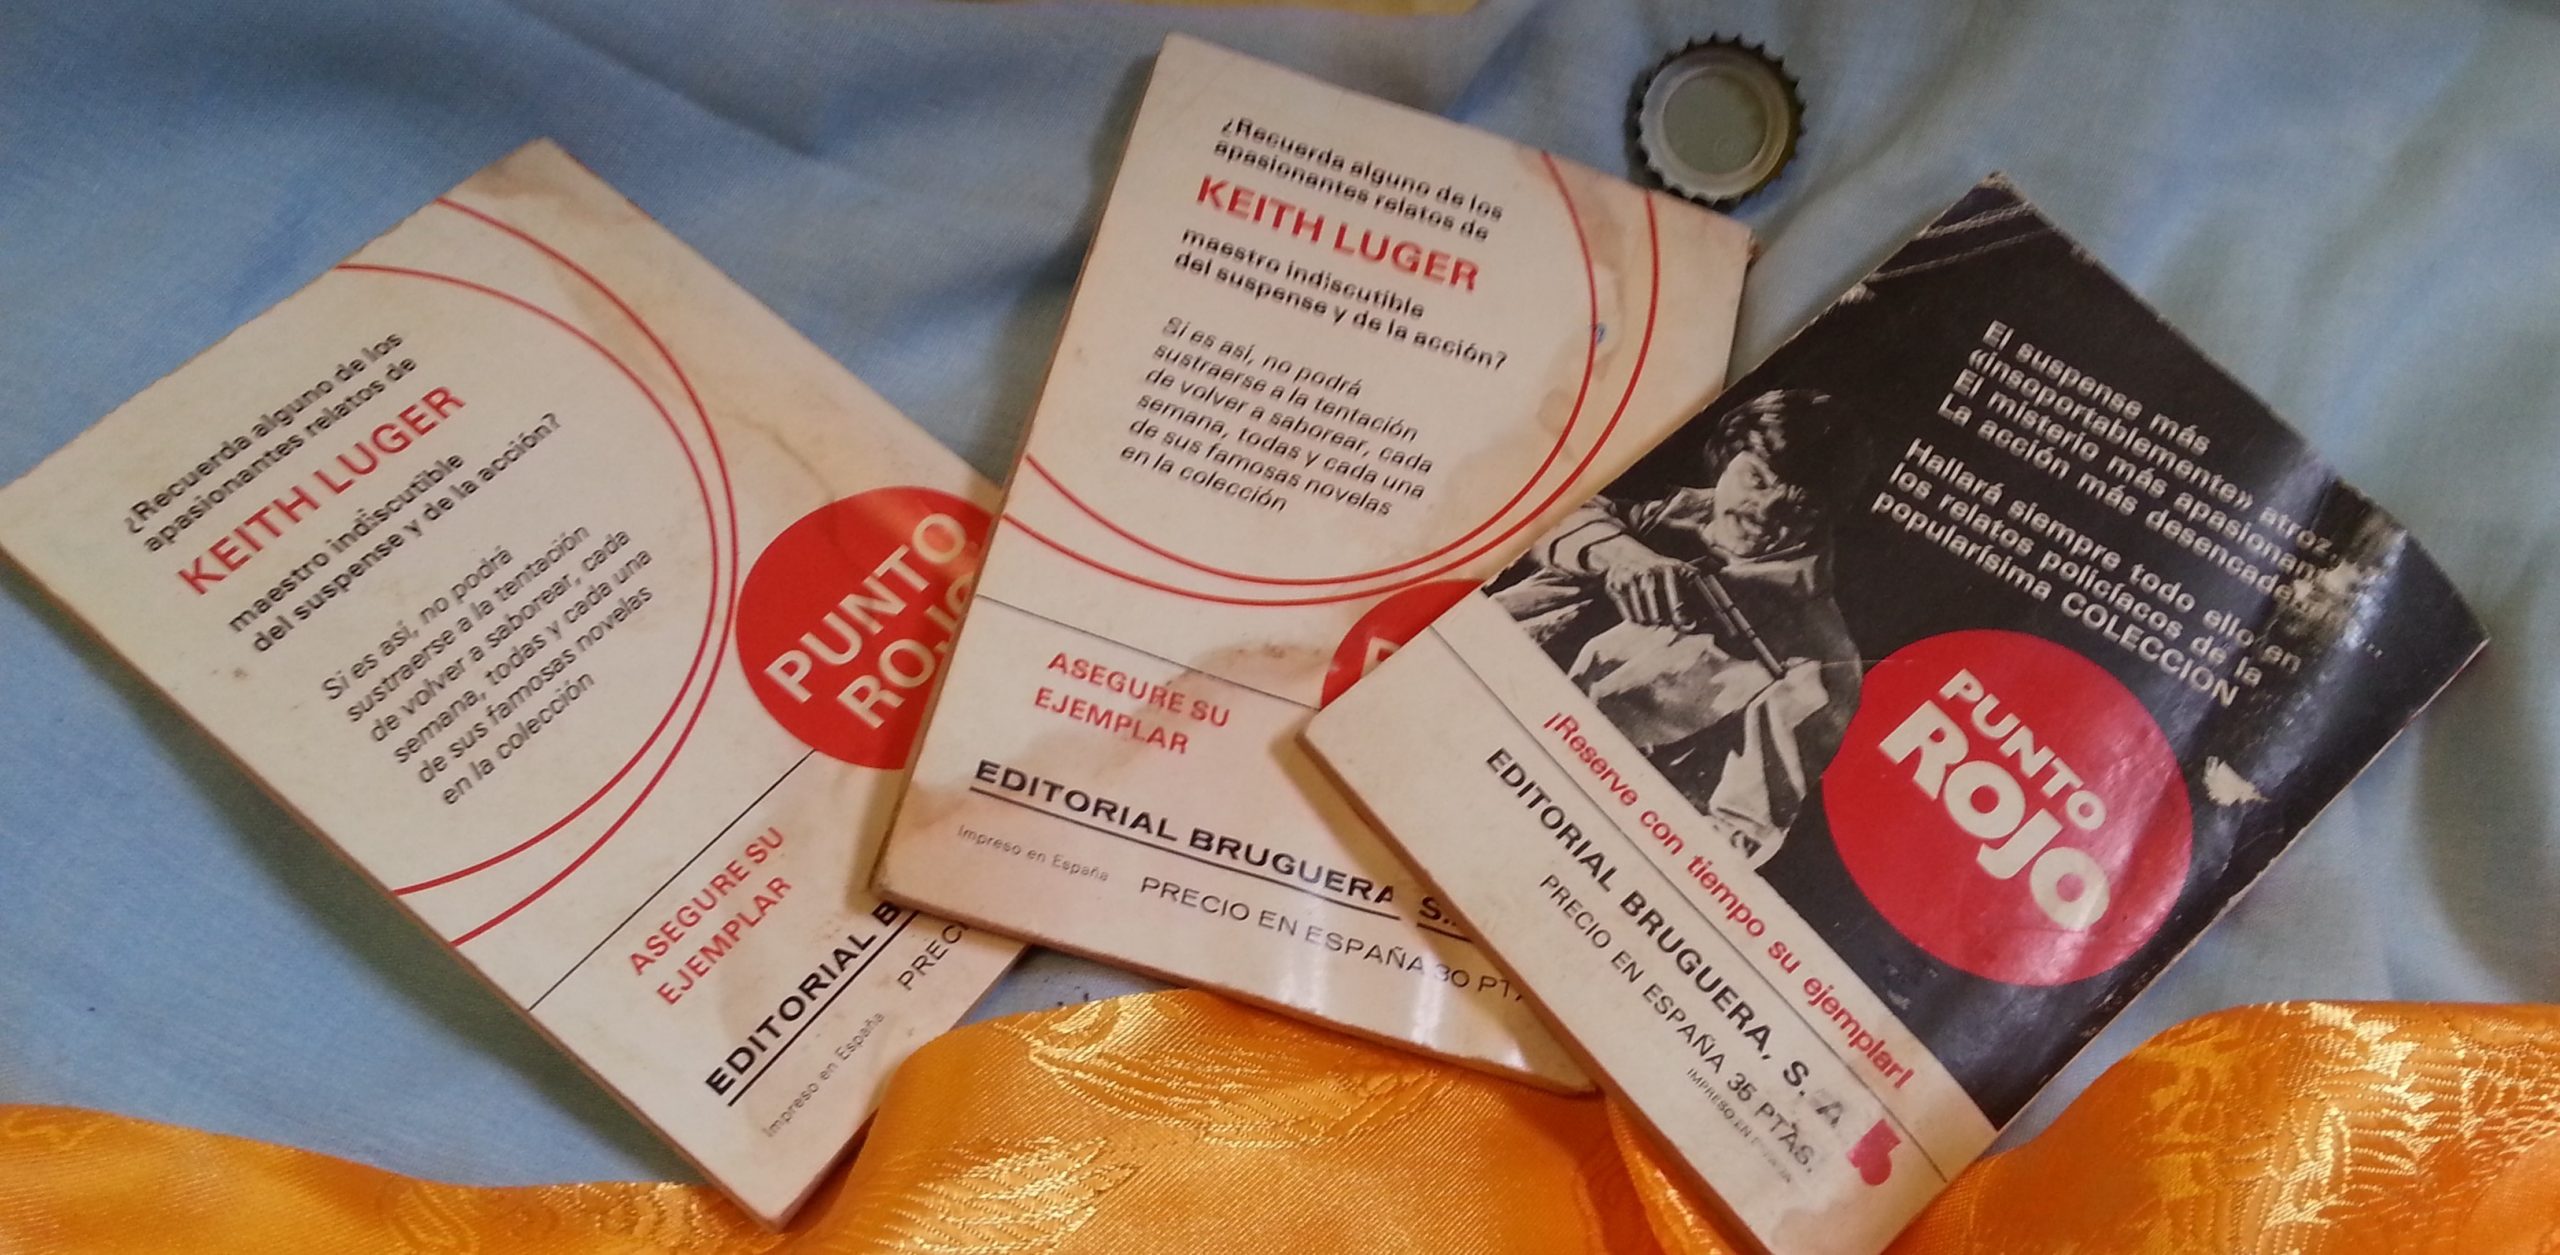 ¿Recuerda alguno de los
apasionantes relatos de
KEITH LUGER
maestro indiscutible
del suspense y de la acción?
Si es así, no podrá
sustraerse a la tentación
de volver a saborear, cada
semana, todas y cada una
de sus famosas novelas
en la colección
PUNTO
ROJO
ASEGURE SU
EJEMPLAR
EDITORIAL B
Impreso en España
PREC
¿Recuerda alguno de los
apasionantes relatos de
KEITH LUGER
maestro indiscutible
del suspense y de la acción?
Si es así, no podrá
sustraerse a la tentación
de volver a saborear, cada
semana, todas y cada una
de sus famosas novelas
en la colección
ASEGURE SU
EJEMPLAR
EDITORIAL BRUGUERA, S.
Impreso en España
PRECIO EN ESPAÑA 30 PT
El suspense más
«insoportablemente» atroz.
El misterio más apasionan
La acción más desencade
Hallará siempre todo ello, en
los relatos policíacos de la
popularísima COLECCION
PUNTO
ROJO
¡Reserve con tiempo su ejemplar!
EDITORIAL BRUGUERA, S. A.
PRECIO EN ESPAÑA 35 PTAS.
IMPRESO EN